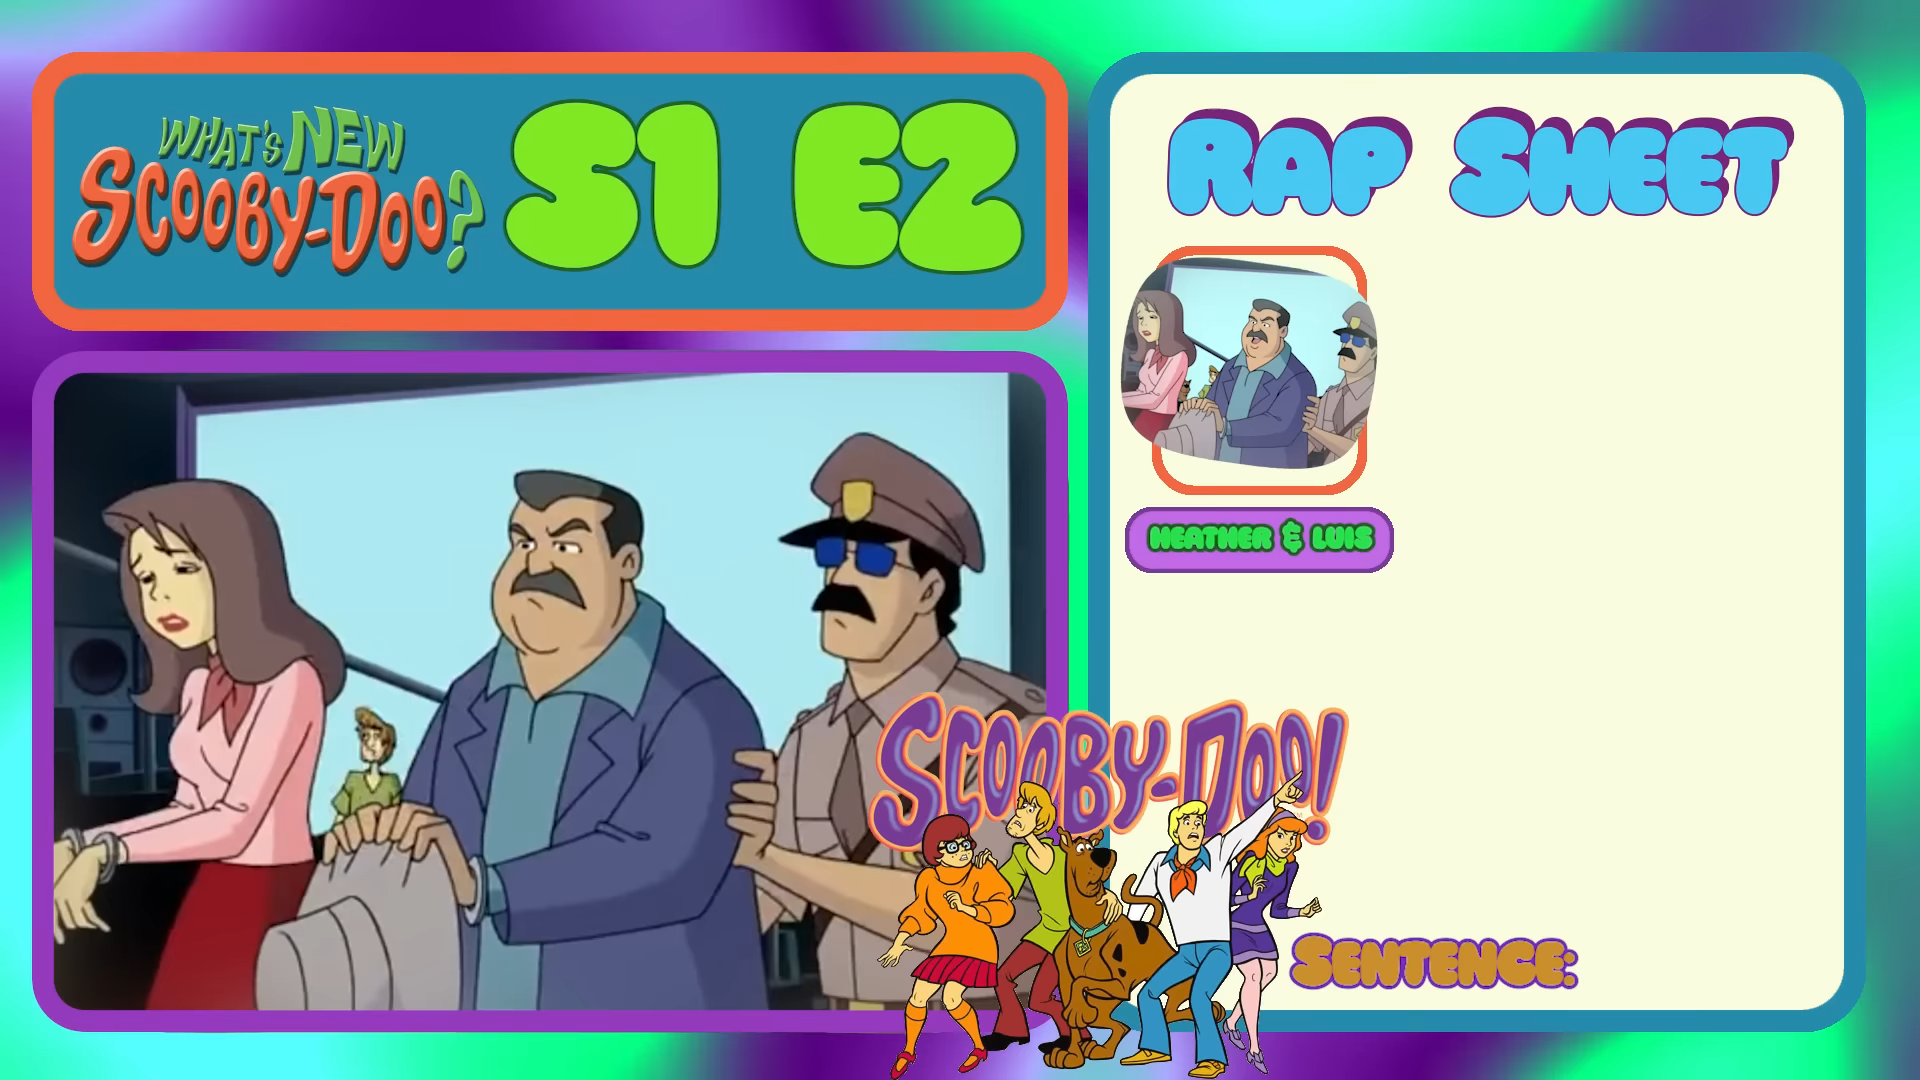 WHAT'S NEW
SCOOBY-DOO?
S1 E2
RAP SHEET
HEATHER & LUIS
SCOOBY-DOO!
SENTENCE: